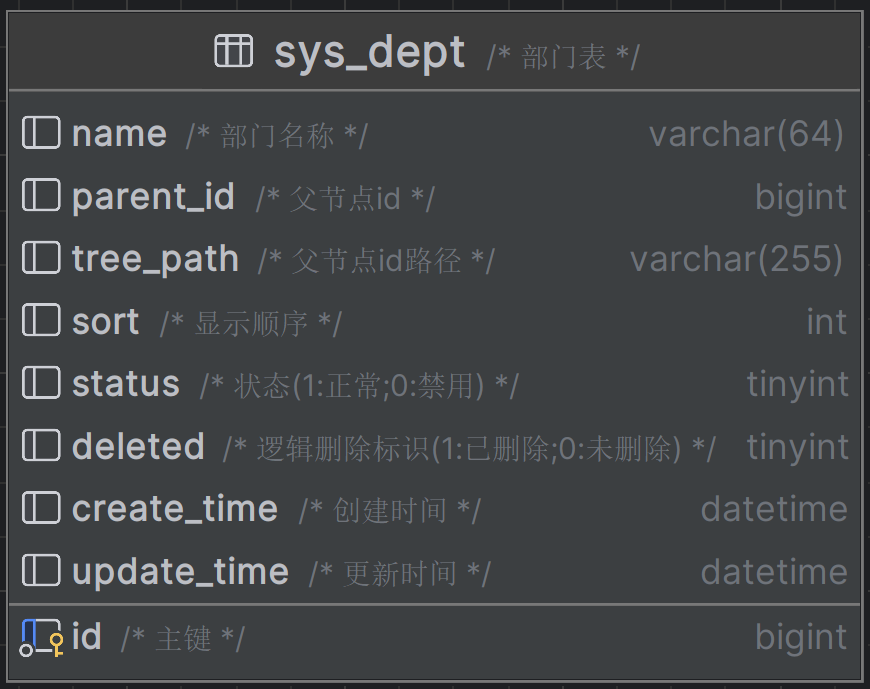 sys_dept /* 部门表 */
name /* 部门名称 */ varchar(64)
parent_id /* 父节点id */ bigint
tree_path /* 父节点id路径 */ varchar(255)
sort /* 显示顺序 */ int
status /* 状态(1:正常;0:禁用) */ tinyint
deleted /* 逻辑删除标识(1:已删除;0:未删除) */ tinyint
create_time /* 创建时间 */ datetime
update_time /* 更新时间 */ datetime
id /* 主键 */ bigint